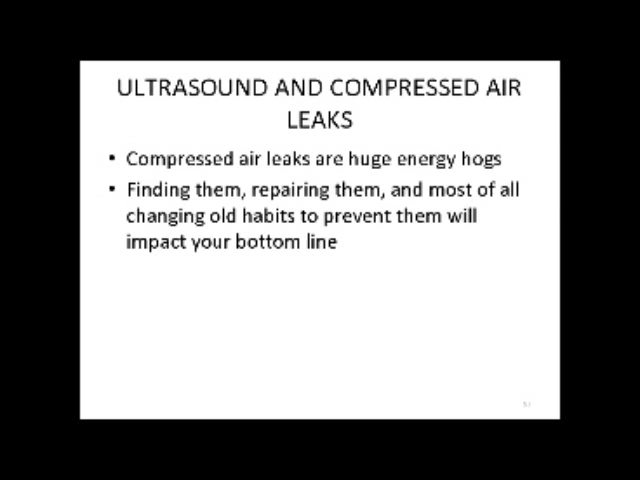 ULTRASOUND AND COMPRESSED AIR
LEAKS
• Compressed air leaks are huge energy hogs
• Finding them, repairing them, and most of all
changing old habits to prevent them will
impact your bottom line